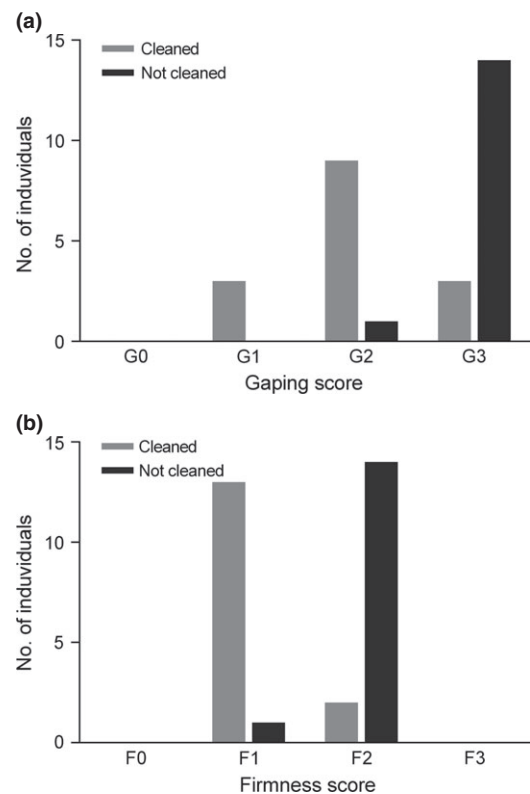 (a)
15
10
5
0
No. of induviduals
Cleaned
Not cleaned
G0 G1 G2 G3
Gaping score
(b)
15
10
5
0
No. of induviduals
Cleaned
Not cleaned
F0 F1 F2 F3
Firmness score